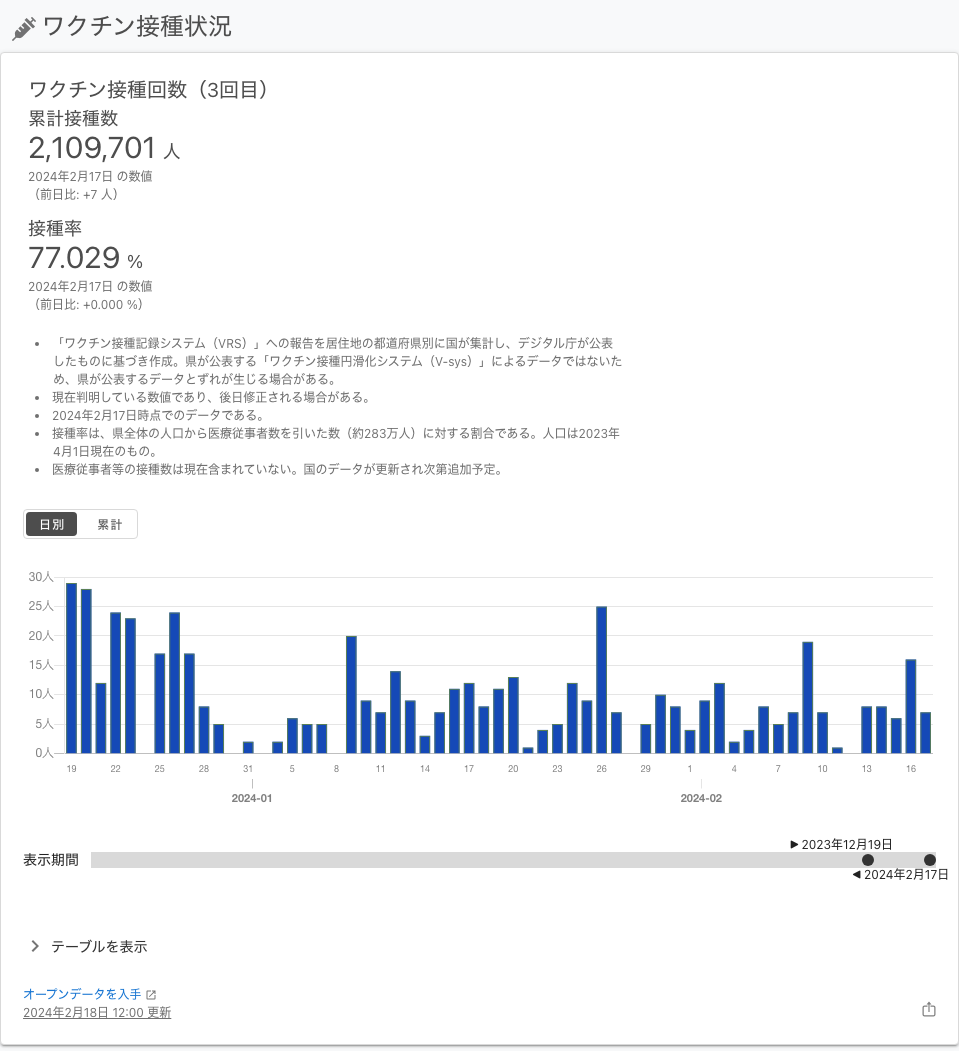 ワクチン接種状況
ワクチン接種回数（3回目）
累計接種数
2,109,701 人
2024年2月17日 の数値
（前日比: +7 人）
接種率
77.029 %
2024年2月17日 の数値
（前日比: +0.000 %）
• 「ワクチン接種記録システム（VRS）」への報告を居住地の都道府県別に国が集計し、デジタル庁が公表
したものに基づき作成。県が公表する「ワクチン接種円滑化システム（V-sys）」によるデータではないた
め、県が公表するデータとずれが生じる場合がある。
• 現在判明している数値であり、後日修正される場合がある。
• 2024年2月17日時点でのデータである。
• 接種率は、県全体の人口から医療従事者数を引いた数（約283万人）に対する割合である。人口は2023年
4月1日現在のもの。
• 医療従事者等の接種数は現在含まれていない。国のデータが更新され次第追加予定。
日別 累計
30人
25人
20人
15人
10人
5人
0人
19 22 25 28 31 5 8 11 14 17 20 23 26 29 1 4 7 10 13 16
2024-01 2024-02
▶ 2023年12月19日
表示期間
◀ 2024年2月17日
テーブルを表示
オープンデータを入手
2024年2月18日 12:00 更新